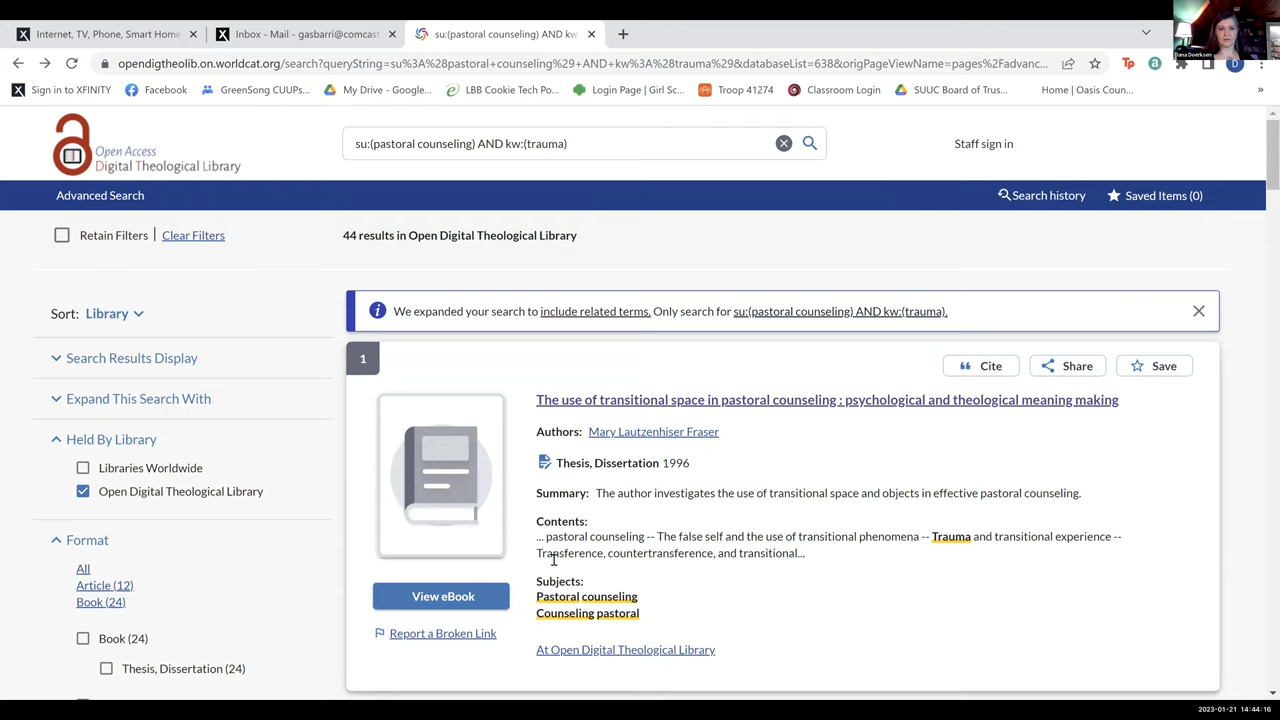 Internet, TV, Phone, Smart Home
Inbox - Mail - gasbarri@comcast
su:(pastoral counseling) AND kw:
Dana Doerksen
opendigtheolib.on.worldcat.org/search?queryString=su%3A%28pastoral+counseling%29+AND+kw%3A%28trauma%29&databaseList=638&origPageViewName=pages%2Fadvanc...
Sign in to XFINITY
Facebook
GreenSong CUUPs...
My Drive - Google...
LBB Cookie Tech Po...
Login Page | Girl Sc...
Troop 41274
Classroom Login
SUUC Board of Trus...
Home | Oasis Coun...
»
Open Access
Digital Theological Library
su:(pastoral counseling) AND kw:(trauma)
Staff sign in
Advanced Search
Search history
Saved Items (0)
Retain Filters | Clear Filters
44 results in Open Digital Theological Library
Sort: Library
Search Results Display
Expand This Search With
Held By Library
Libraries Worldwide
Open Digital Theological Library
Format
All
Article (12)
Book (24)
Book (24)
Thesis, Dissertation (24)
We expanded your search to include related terms. Only search for su:(pastoral counseling) AND kw:(trauma).
1
Cite
Share
Save
The use of transitional space in pastoral counseling : psychological and theological meaning making
Authors: Mary Lautzenhiser Fraser
Thesis, Dissertation 1996
Summary: The author investigates the use of transitional space and objects in effective pastoral counseling.
Contents:
... pastoral counseling -- The false self and the use of transitional phenomena -- Trauma and transitional experience --
Transference, countertransference, and transitional...
Subjects:
Pastoral counseling
Counseling pastoral
View eBook
Report a Broken Link
At Open Digital Theological Library
2023-01-21 14:44:16